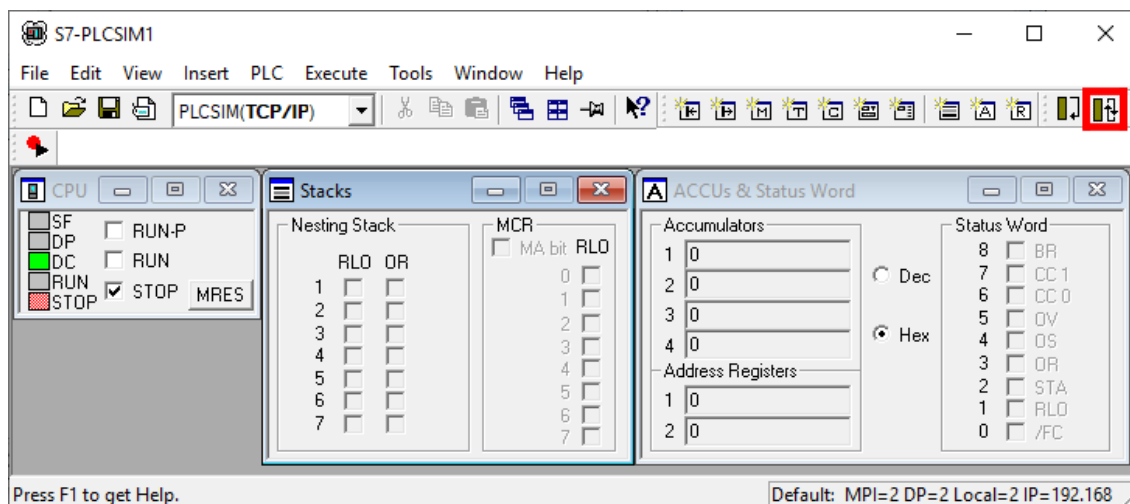 S7-PLCSIM1
File Edit View Insert PLC Execute Tools Window Help
PLCSIM(TCP/IP)
CPU
SF
DP
DC
RUN
STOP
RUN-P
RUN
STOP
MRES
Stacks
Nesting Stack
RLO OR
1
2
3
4
5
6
7
MCR
MA bit RLO
0
1
2
3
4
5
6
7
A ACCUs & Status Word
Accumulators
1 0
2 0
3 0
4 0
Address Registers
1 0
2 0
Dec
Hex
Status Word
8 BR
7 CC 1
6 CC 0
5 OV
4 OS
3 OR
2 STA
1 RLO
0 /FC
Press F1 to get Help.
Default: MPI=2 DP=2 Local=2 IP=192.168